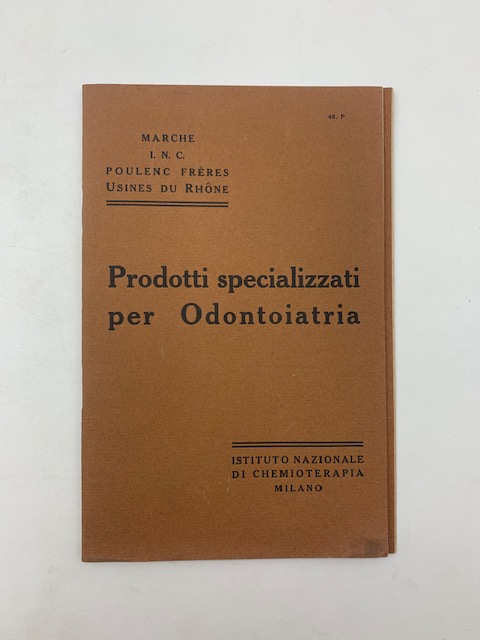 46. P
MARCHE
I. N. C.
POULENC FRÈRES
USINES DU RHÔNE
Prodotti specializzati
per Odontoiatria
ISTITUTO NAZIONALE
DI CHEMIOTERAPIA
MILANO